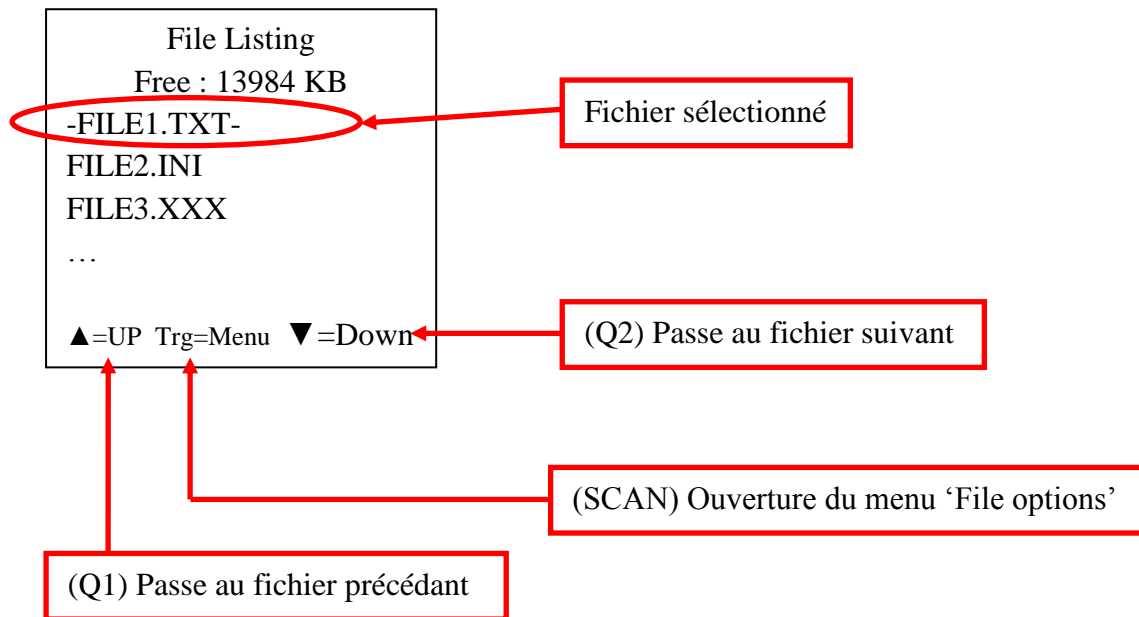 File Listing
Free : 13984 KB
-FILE1.TXT-
Fichier sélectionné
FILE2.INI
FILE3.XXX
…
▲=UP Trg=Menu ▼=Down
(Q2) Passe au fichier suivant
(SCAN) Ouverture du menu ‘File options’
(Q1) Passe au fichier précédant